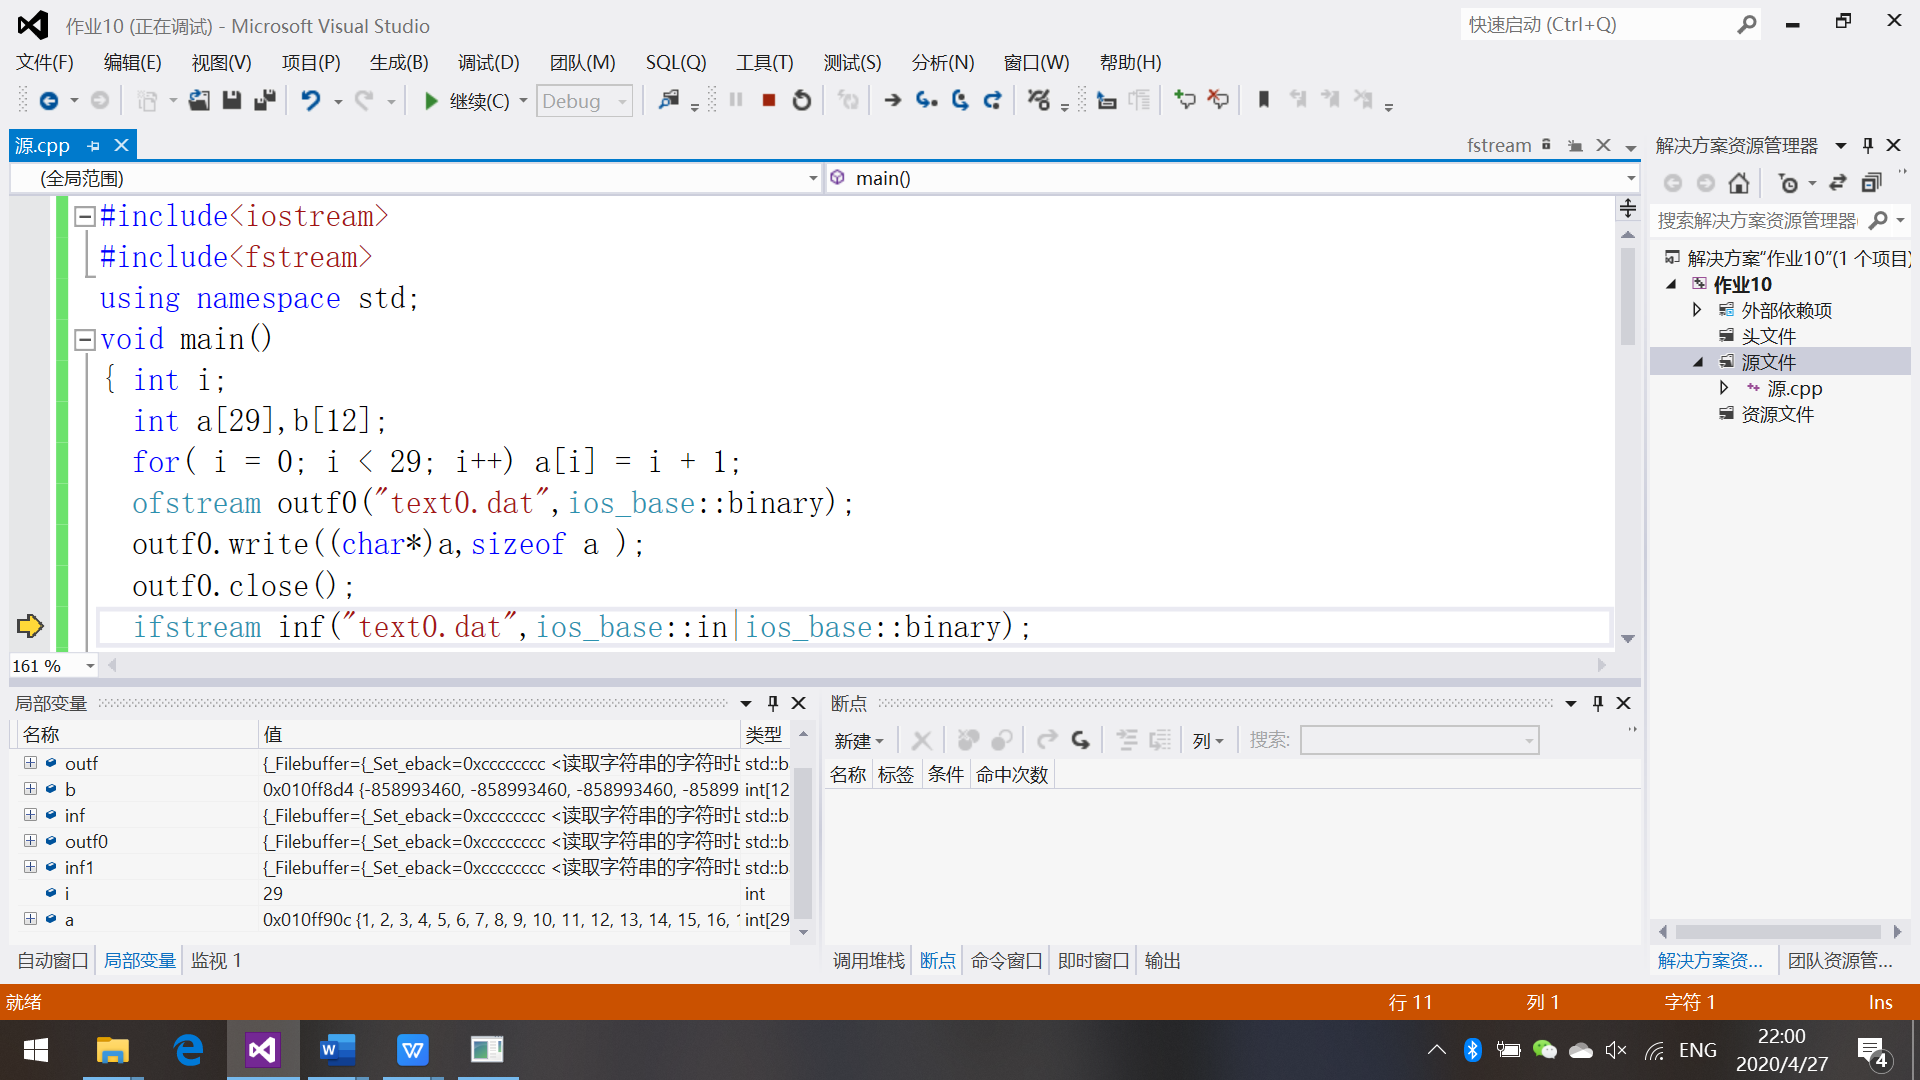 作业10 (正在调试) - Microsoft Visual Studio
快速启动 (Ctrl+Q)
文件(F) 编辑(E) 视图(V) 项目(P) 生成(B) 调试(D) 团队(M) SQL(Q) 工具(T) 测试(S) 分析(N) 窗口(W) 帮助(H)
继续(C) Debug
源.cpp
fstream
(全局范围)
main()
#include<iostream>
#include<fstream>
using namespace std;
void main()
{ int i;
int a[29],b[12];
for( i = 0; i < 29; i++) a[i] = i + 1;
ofstream outf0("text0.dat",ios_base::binary);
outf0.write((char*)a,sizeof a );
outf0.close();
ifstream inf("text0.dat",ios_base::in|ios_base::binary);
161 %
解决方案资源管理器
搜索解决方案资源管理器
解决方案"作业10"(1 个项目)
作业10
外部依赖项
头文件
源文件
源.cpp
资源文件
局部变量
名称 值 类型
outf {_Filebuffer={_Set_eback=0xcccccccc <读取字符串的字符时 std::b
b 0x010ff8d4 {-858993460, -858993460, -858993460, -85899 int[12
inf {_Filebuffer={_Set_eback=0xcccccccc <读取字符串的字符时 std::b
outf0 {_Filebuffer={_Set_eback=0xcccccccc <读取字符串的字符时 std::b
inf1 {_Filebuffer={_Set_eback=0xcccccccc <读取字符串的字符时 std::b
i 29 int
a 0x010ff90c {1, 2, 3, 4, 5, 6, 7, 8, 9, 10, 11, 12, 13, 14, 15, 16, int[29
自动窗口 局部变量 监视 1
断点
新建 列 搜索:
名称 标签 条件 命中次数
调用堆栈 断点 命令窗口 即时窗口 输出
解决方案资... 团队资源管...
就绪 行 11 列 1 字符 1 Ins
ENG
22:00
2020/4/27
4